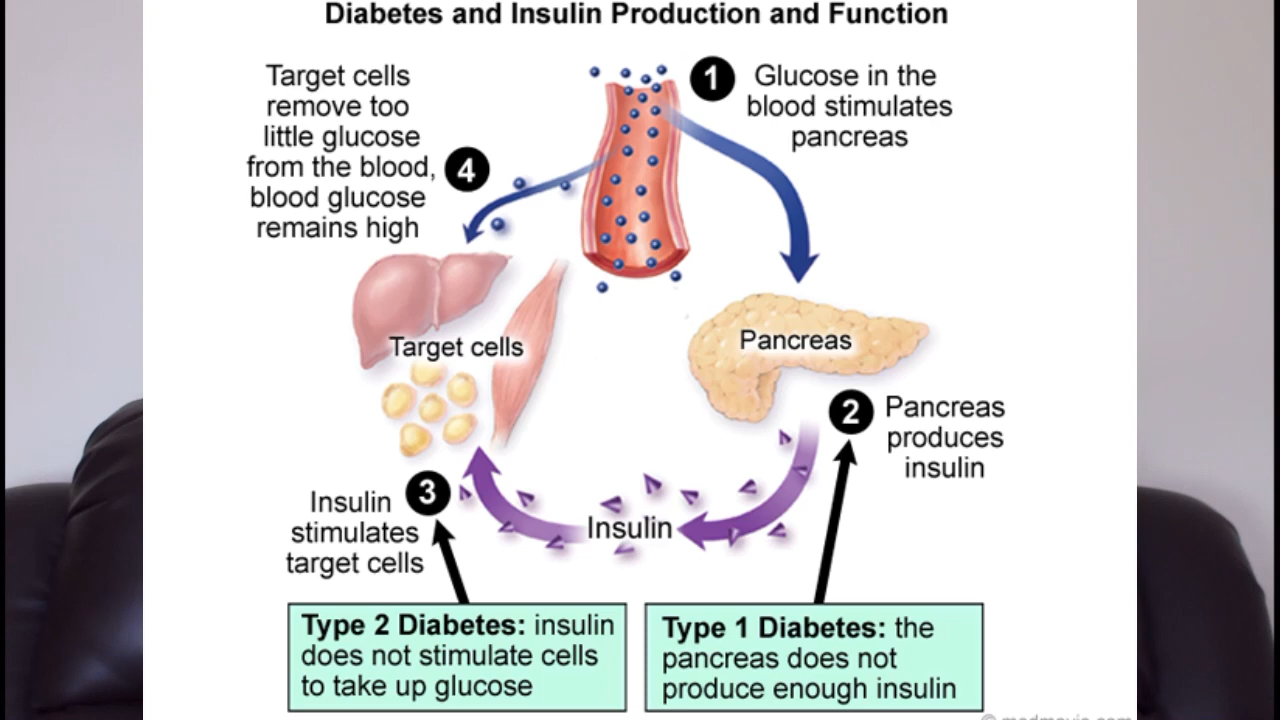 Diabetes and Insulin Production and Function
1
Glucose in the
blood stimulates
pancreas
Target cells
remove too
little glucose
from the blood,
blood glucose
remains high
4
Target cells
Pancreas
2
Pancreas
produces
insulin
3
Insulin
stimulates
target cells
Insulin
Type 2 Diabetes: insulin
does not stimulate cells
to take up glucose
Type 1 Diabetes: the
pancreas does not
produce enough insulin